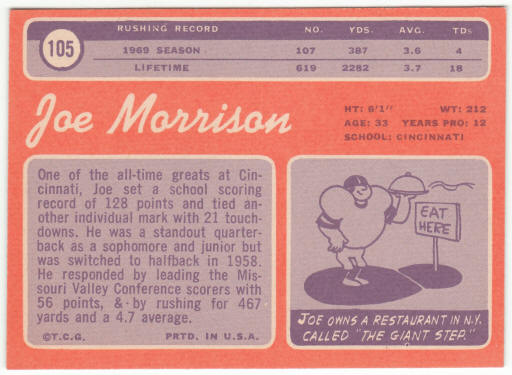 105
RUSHING RECORD NO. YDS. AVG. TDs
1969 SEASON 107 387 3.6 4
LIFETIME 619 2282 3.7 18
Joe Morrison
HT: 6/1" WT: 212
AGE: 33 YEARS PRO: 12
SCHOOL: CINCINNATI
One of the all-time greats at Cin-
cinnati, Joe set a school scoring
record of 128 points and tied an-
other individual mark with 21 touch-
downs. He was a standout quarter-
back as a sophomore and junior but
was switched to halfback in 1958.
He responded by leading the Mis-
souri Valley Conference scorers with
56 points, & by rushing for 467
yards and a 4.7 average.
©T.C.G. PRTD. IN U.S.A.
EAT
HERE
JOE OWNS A RESTAURANT IN N.Y.
CALLED "THE GIANT STEP."